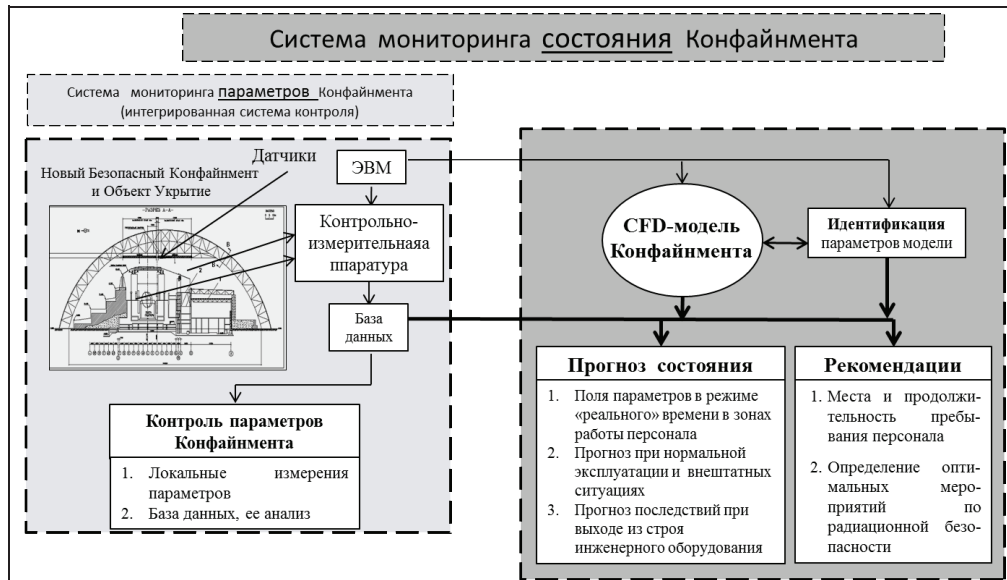 Система мониторинга состояния Конфайнмента
Система мониторинга параметров Конфайнмента
(интегрированная система контроля)
Датчики
Новый Безопасный Конфайнмент
и Объект Укрытие
ЭВМ
Контрольно-
измерительнаяа
ппаратура
База
данных
Контроль параметров
Конфайнмента
1. Локальные измерения
параметров
2. База данных, ее анализ
CFD-модель
Конфайнмента
Идентификация
параметров модели
Прогноз состояния
1. Поля параметров в режиме
«реального» времени в зонах
работы персонала
2. Прогноз при нормальной
эксплуатации и внештатных
ситуациях
3. Прогноз последствий при
выходе из строя
инженерного оборудования
Рекомендации
1. Места и продолжи-
тельность пребы-
вания персонала
2. Определение опти-
мальных меро-
приятий по
радиационной безо-
пасности